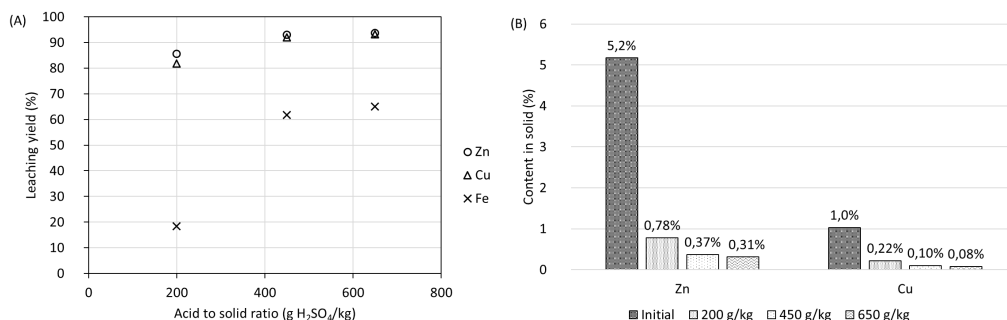 (A)
100
90
80
70
60
50
40
30
20
10
0
Leaching yield (%)
0 200 400 600 800
Acid to solid ratio (g H₂SO₄/kg)
Zn
Cu
Fe
(B)
6
5
4
3
2
1
0
Content in solid (%)
5,2%
0,78%
0,37%
0,31%
1,0%
0,22%
0,10%
0,08%
Zn Cu
Initial 200 g/kg 450 g/kg 650 g/kg